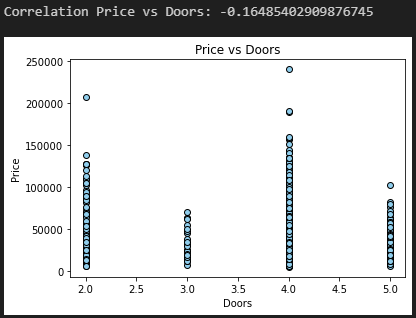 Correlation Price vs Doors: -0.16485402909876745
Price vs Doors
250000
200000
150000
100000
50000
0
Price
2.0 2.5 3.0 3.5 4.0 4.5 5.0
Doors